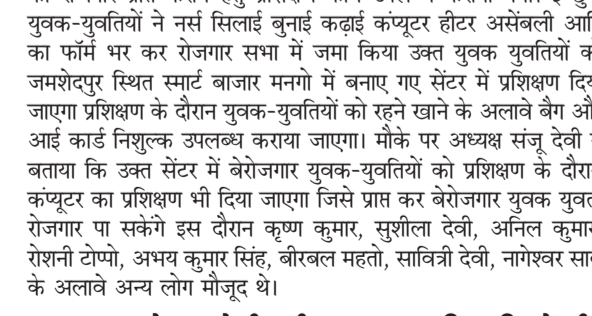 युवक-युवतियों ने नर्स सिलाई बुनाई कढ़ाई कंप्यूटर हीटर असेंबली
का फॉर्म भर कर रोजगार सभा में जमा किया उक्त युवक युवतियों
जमशेदपुर स्थित स्मार्ट बाजार मनगो में बनाए गए सेंटर में प्रशिक्षण
जाएगा प्रशिक्षण के दौरान युवक-युवतियों को रहने खाने के अलावे बैग
आई कार्ड निशुल्क उपलब्ध कराया जाएगा। मौके पर अध्यक्ष संजू देवी
बताया कि उक्त सेंटर में बेरोजगार युवक-युवतियों को प्रशिक्षण के
कंप्यूटर का प्रशिक्षण भी दिया जाएगा जिसे प्राप्त कर बेरोजगार युवक
रोजगार पा सकेंगे इस दौरान कृष्ण कुमार, सुशीला देवी, अनिल
रोशनी टोप्पो, अभय कुमार सिंह, बीरबल महतो, सावित्री देवी, नागेश्वर
के अलावे अन्य लोग मौजूद थे।